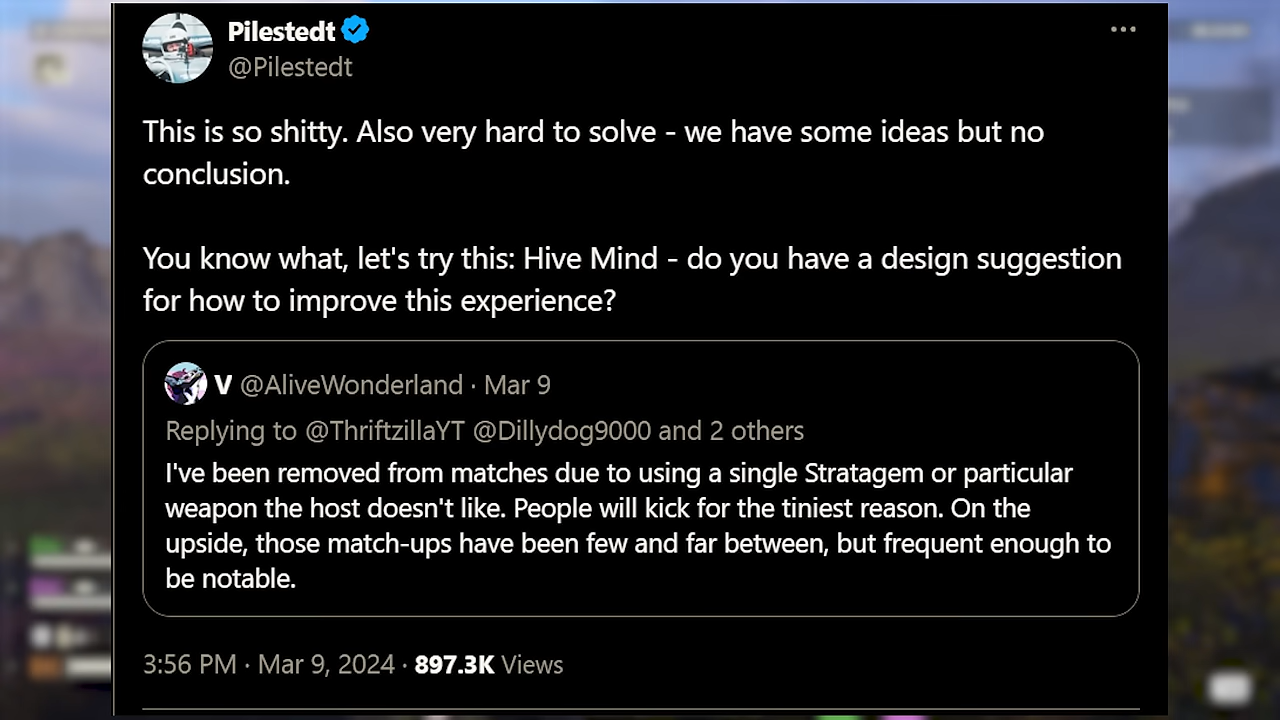 Pilestedt
@Pilestedt
This is so shitty. Also very hard to solve - we have some ideas but no
conclusion.
You know what, let's try this: Hive Mind - do you have a design suggestion
for how to improve this experience?
V @AliveWonderland · Mar 9
Replying to @ThriftzillaYT @Dillydog9000 and 2 others
I've been removed from matches due to using a single Stratagem or particular
weapon the host doesn't like. People will kick for the tiniest reason. On the
upside, those match-ups have been few and far between, but frequent enough to
be notable.
3:56 PM · Mar 9, 2024 · 897.3K Views